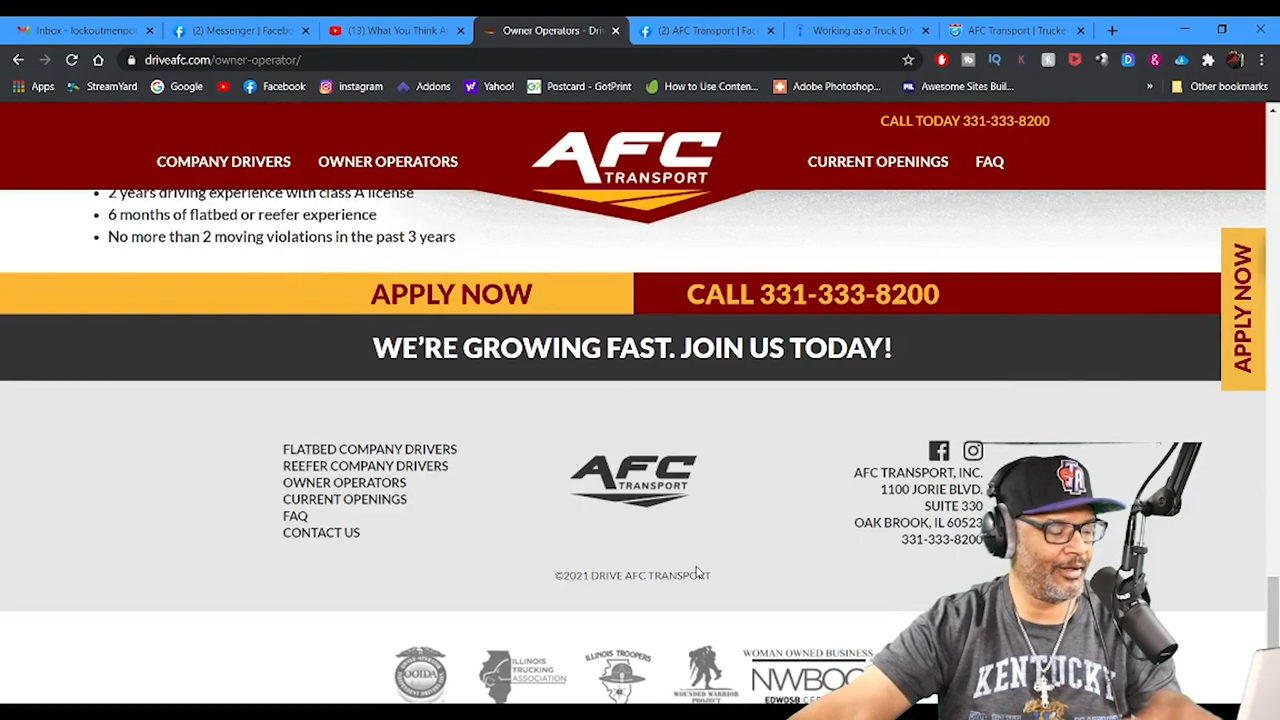 Inbox - lockoutmenpo
(2) Messenger | Facebo
(13) What You Think A
Owner Operators - Dri
(2) AFC Transport | Fac
Working as a Truck Dri
AFC Transport | Trucke
driveafc.com/owner-operator/
Apps StreamYard Google Facebook instagram Addons Yahoo! Postcard - GotPrint How to Use Conten... Adobe Photoshop... Awesome Sites Buil... » Other bookmarks
CALL TODAY 331-333-8200
COMPANY DRIVERS OWNER OPERATORS AFC TRANSPORT CURRENT OPENINGS FAQ
• 2 years driving experience with class A license
• 6 months of flatbed or reefer experience
• No more than 2 moving violations in the past 3 years
APPLY NOW CALL 331-333-8200
APPLY NOW
WE'RE GROWING FAST. JOIN US TODAY!
FLATBED COMPANY DRIVERS
REEFER COMPANY DRIVERS
OWNER OPERATORS
CURRENT OPENINGS
FAQ
CONTACT US
AFC
TRANSPORT
AFC TRANSPORT, INC.
1100 JORIE BLVD.
SUITE 330
OAK BROOK, IL 60523
331-333-8200
©2021 DRIVE AFC TRANSPORT
OOIDA
ILLINOIS
TRUCKING
ASSOCIATION
ILLINOIS TROOPERS
WOUNDED WARRIOR
PROJECT
WOMAN OWNED BUSINESS
NWBOC
EDWOSB
KENTUCKY